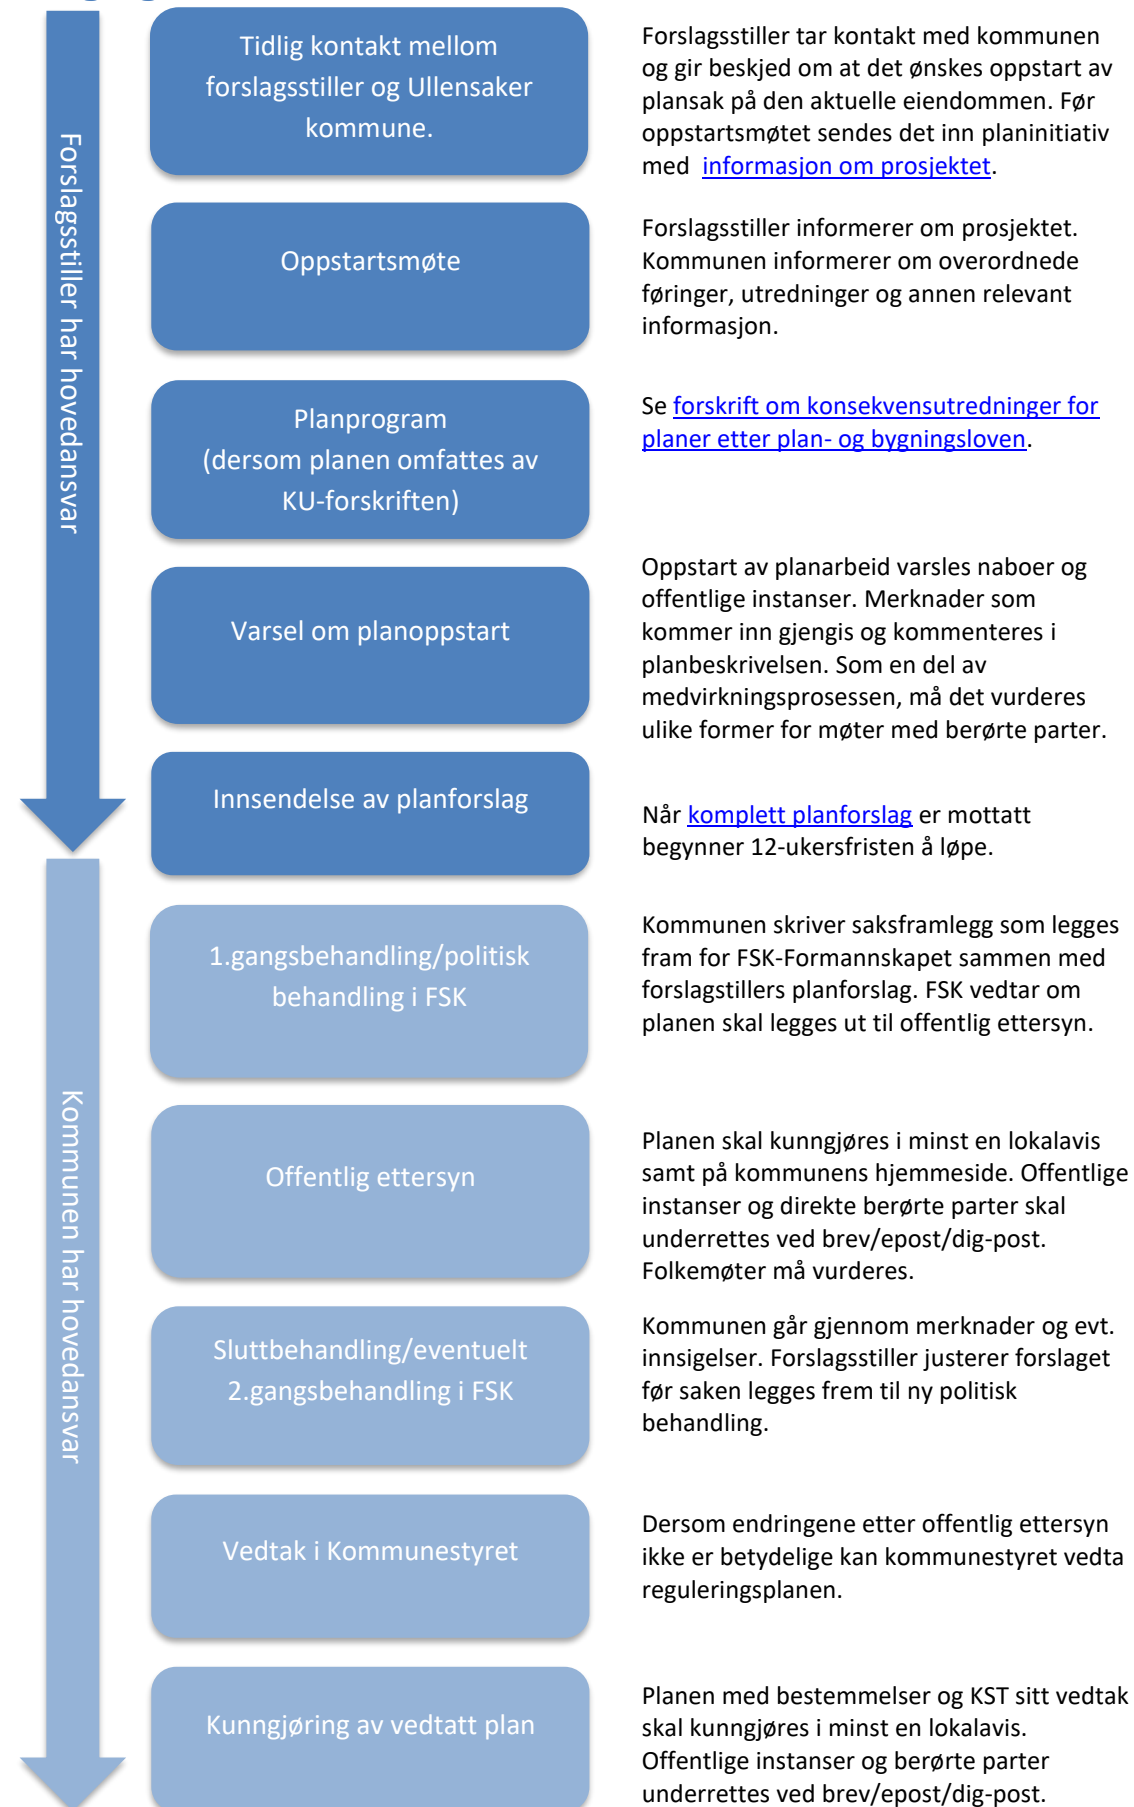 Forslagsstiller har hovedansvar
Tidlig kontakt mellom
forslagsstiller og Ullensaker
kommune.
Forslagsstiller tar kontakt med kommunen
og gir beskjed om at det ønskes oppstart av
plansak på den aktuelle eiendommen. Før
oppstartsmøtet sendes det inn planinitiativ
med informasjon om prosjektet.
Oppstartsmøte
Forslagsstiller informerer om prosjektet.
Kommunen informerer om overordnede
føringer, utredninger og annen relevant
informasjon.
Planprogram
(dersom planen omfattes av
KU-forskriften)
Se forskrift om konsekvensutredninger for
planer etter plan- og bygningsloven.
Varsel om planoppstart
Oppstart av planarbeid varsles naboer og
offentlige instanser. Merknader som
kommer inn gjengis og kommenteres i
planbeskrivelsen. Som en del av
medvirkningsprosessen, må det vurderes
ulike former for møter med berørte parter.
Innsendelse av planforslag
Når komplett planforslag er mottatt
begynner 12-ukersfristen å løpe.
Kommunen har hovedansvar
1.gangsbehandling/politisk
behandling i FSK
Kommunen skriver saksframlegg som legges
fram for FSK-Formannskapet sammen med
forslagstillers planforslag. FSK vedtar om
planen skal legges ut til offentlig ettersyn.
Offentlig ettersyn
Planen skal kunngjøres i minst en lokalavis
samt på kommunens hjemmeside. Offentlige
instanser og direkte berørte parter skal
underrettes ved brev/epost/dig-post.
Folkemøter må vurderes.
Sluttbehandling/eventuelt
2.gangsbehandling i FSK
Kommunen går gjennom merknader og evt.
innsigelser. Forslagsstiller justerer forslaget
før saken legges frem til ny politisk
behandling.
Vedtak i Kommunestyret
Dersom endringene etter offentlig ettersyn
ikke er betydelige kan kommunestyret vedta
reguleringsplanen.
Kunngjøring av vedtatt plan
Planen med bestemmelser og KST sitt vedtak
skal kunngjøres i minst en lokalavis.
Offentlige instanser og berørte parter
underrettes ved brev/epost/dig-post.